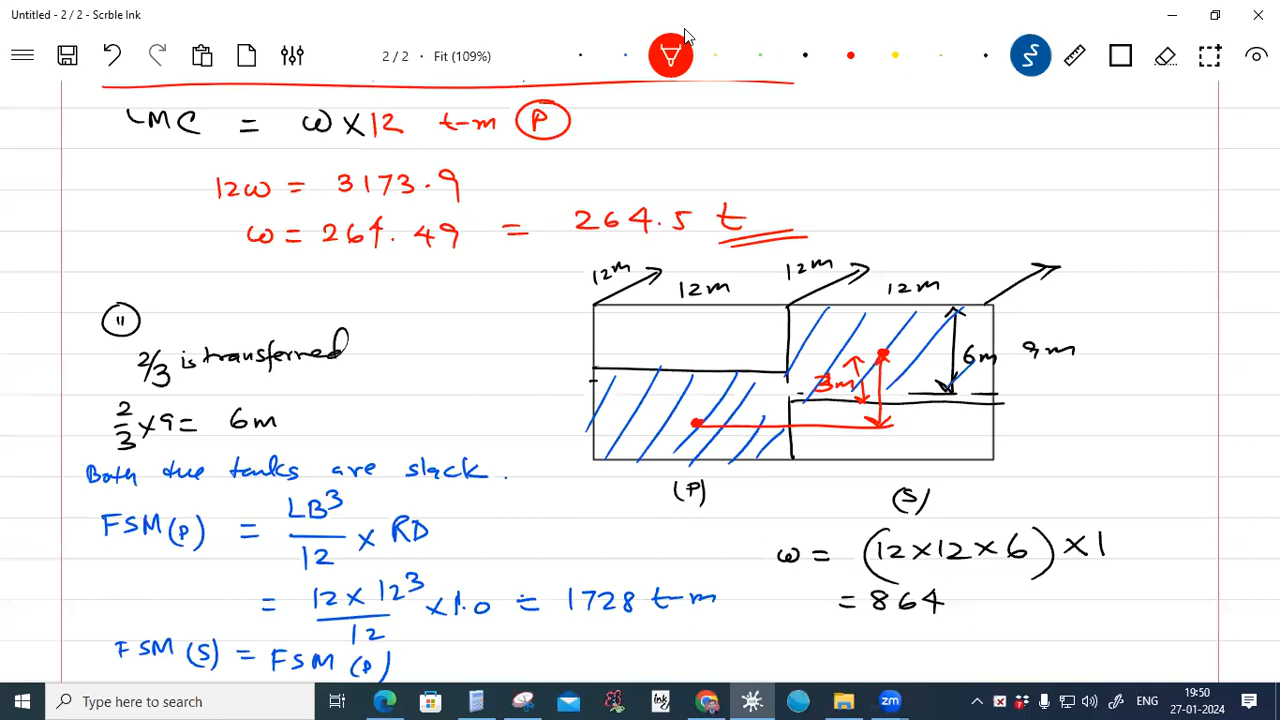 Untitled - 2 / 2 - Scrble Ink
2 / 2 · Fit (109%)
LMC = ω × 12 t-m (P)
12ω = 3173.9
ω = 264.49 = 264.5 t
12m 12m 12m 12m
(11)
2/3 is transferred
6m 9m
3m
2/3 × 9 = 6m
Both the tanks are slack.
(P) (S)
FSM(P) = LB³/12 × RD
ω = (12×12×6) × 1
= 12 × 12³/12 × 1.0 = 1728 t-m
= 864
FSM (S) = FSM (P)
Type here to search
ENG
19:50
27-01-2024